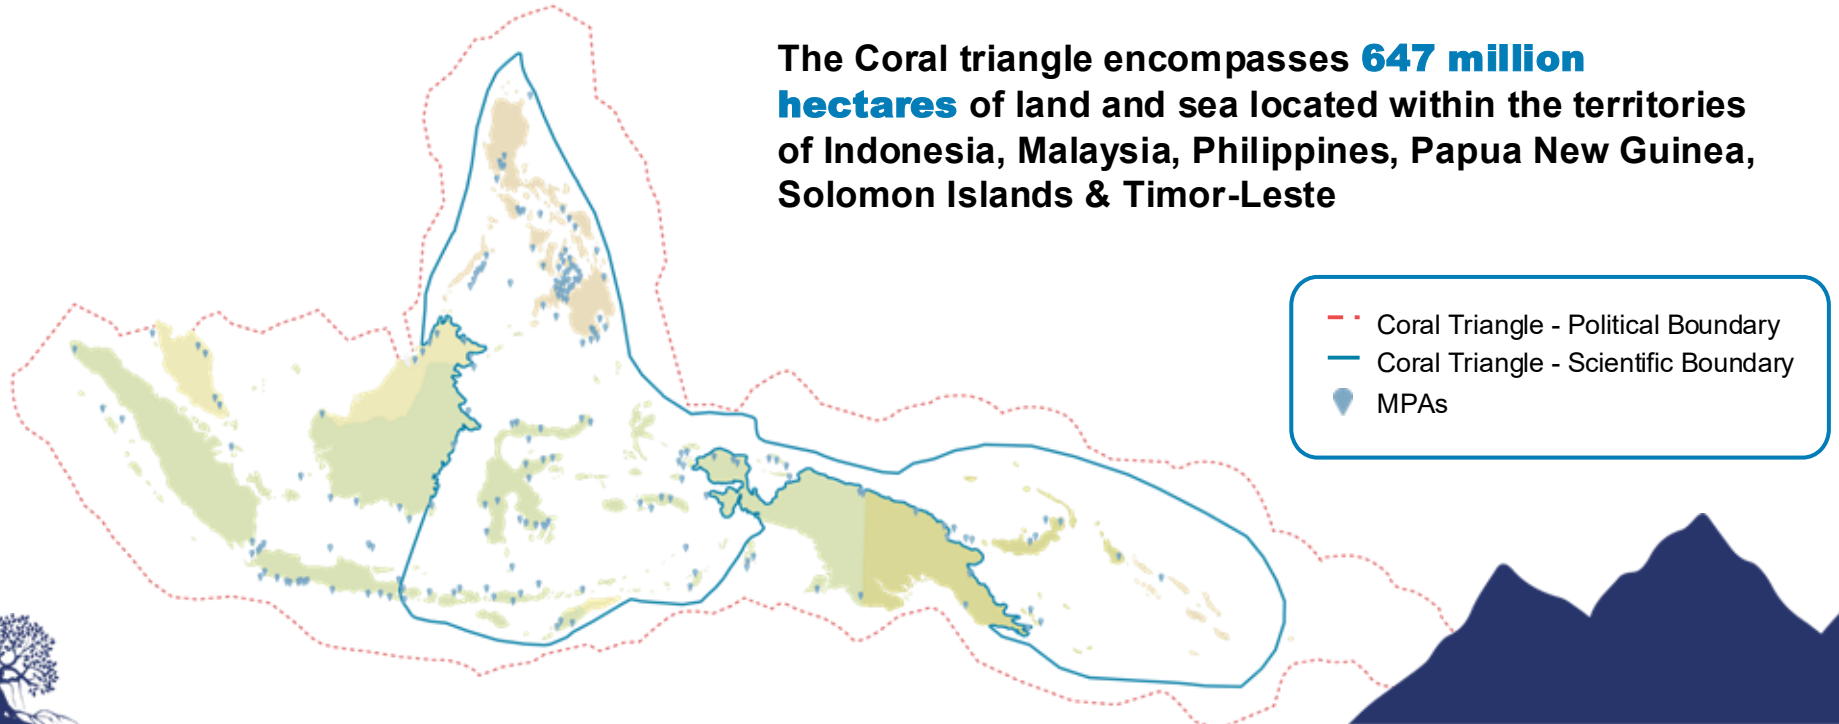 The Coral triangle encompasses 647 million
hectares of land and sea located within the territories
of Indonesia, Malaysia, Philippines, Papua New Guinea,
Solomon Islands & Timor-Leste
Coral Triangle - Political Boundary
Coral Triangle - Scientific Boundary
MPAs